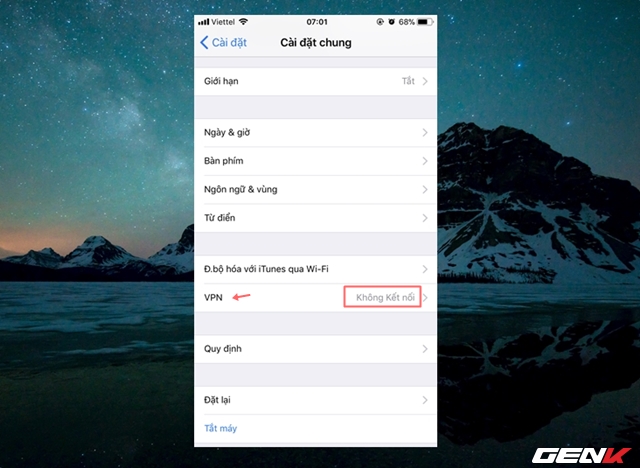 Viettel 07:01 68%
Cài đặt Cài đặt chung
Giới hạn Tắt
Ngày & giờ
Bàn phím
Ngôn ngữ & vùng
Từ điển
Đ.bộ hóa với iTunes qua Wi-Fi
VPN Không Kết nối
Quy định
Đặt lại
Tắt máy
GENK